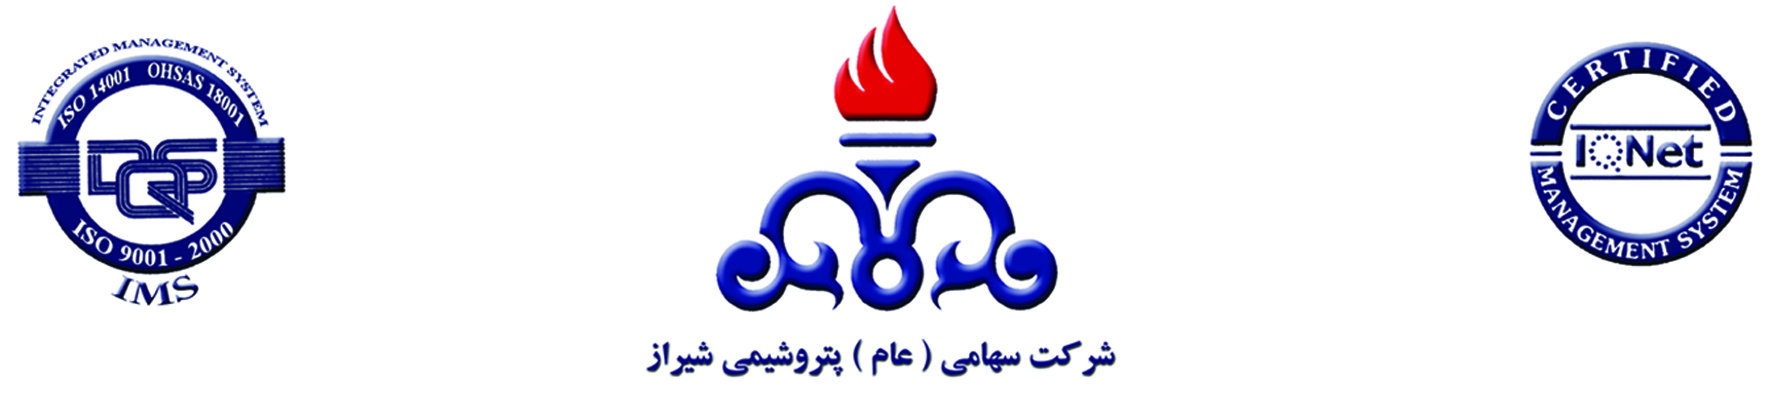 INTEGRATED MANAGEMENT SYSTEM
ISO 14001 OHSAS 18001
DQS
ISO 9001 - 2000
IMS
شرکت سهامی ( عام ) پتروشیمی شیراز
CERTIFIED
IQNet
MANAGEMENT SYSTEM